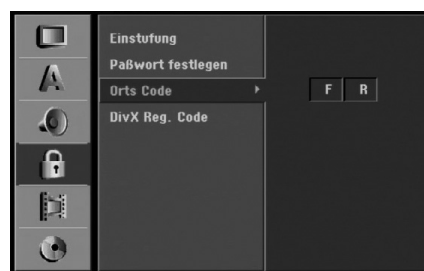 Einstufung
Paßwort festlegen
Orts Code
F R
DivX Reg. Code